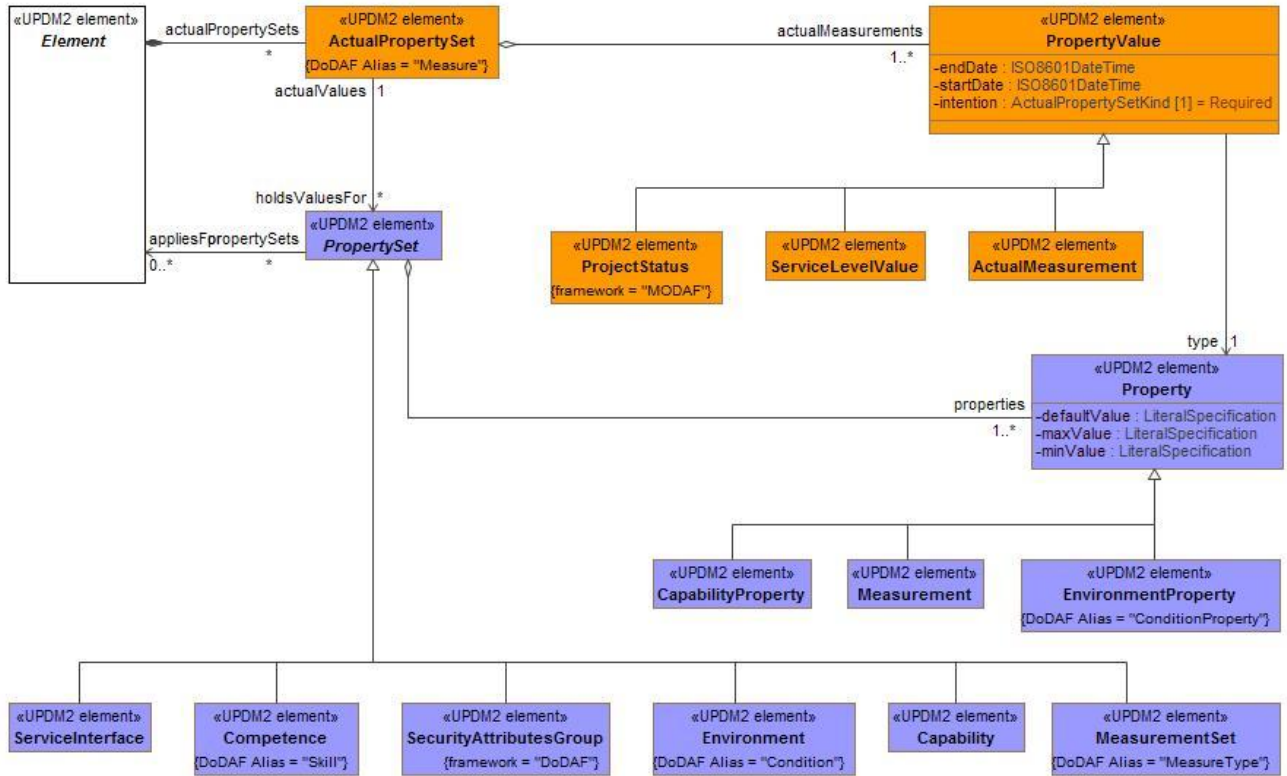 «UPDM2 element»
Element
actualPropertySets
*
«UPDM2 element»
ActualPropertySet
{DoDAF Alias = "Measure"}
actualMeasurements
1..*
«UPDM2 element»
PropertyValue
-endDate : ISO8601DateTime
-startDate : ISO8601DateTime
-intention : ActualPropertySetKind [1] = Required
actualValues
1
holdsValuesFor
*
appliesFpropertySets
0..*
*
«UPDM2 element»
PropertySet
«UPDM2 element»
ProjectStatus
{framework = "MODAF"}
«UPDM2 element»
ServiceLevelValue
«UPDM2 element»
ActualMeasurement
type
1
properties
1..*
«UPDM2 element»
Property
-defaultValue : LiteralSpecification
-maxValue : LiteralSpecification
-minValue : LiteralSpecification
«UPDM2 element»
CapabilityProperty
«UPDM2 element»
Measurement
«UPDM2 element»
EnvironmentProperty
{DoDAF Alias = "ConditionProperty"}
«UPDM2 element»
ServiceInterface
«UPDM2 element»
Competence
{DoDAF Alias = "Skill"}
«UPDM2 element»
SecurityAttributesGroup
{framework = "DoDAF"}
«UPDM2 element»
Environment
{DoDAF Alias = "Condition"}
«UPDM2 element»
Capability
«UPDM2 element»
MeasurementSet
{DoDAF Alias = "MeasureType"}